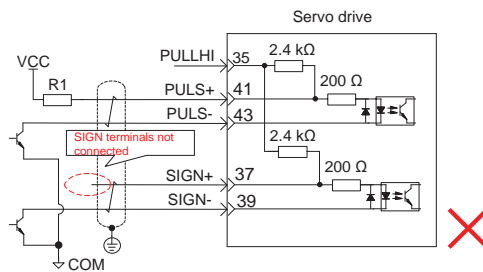 Servo drive
PULLHI 35 2.4 kΩ
VCC
R1 PULS+ 41 200 Ω
PULS- 43
SIGN terminals not
connected
2.4 kΩ
SIGN+ 37 200 Ω
SIGN- 39
COM